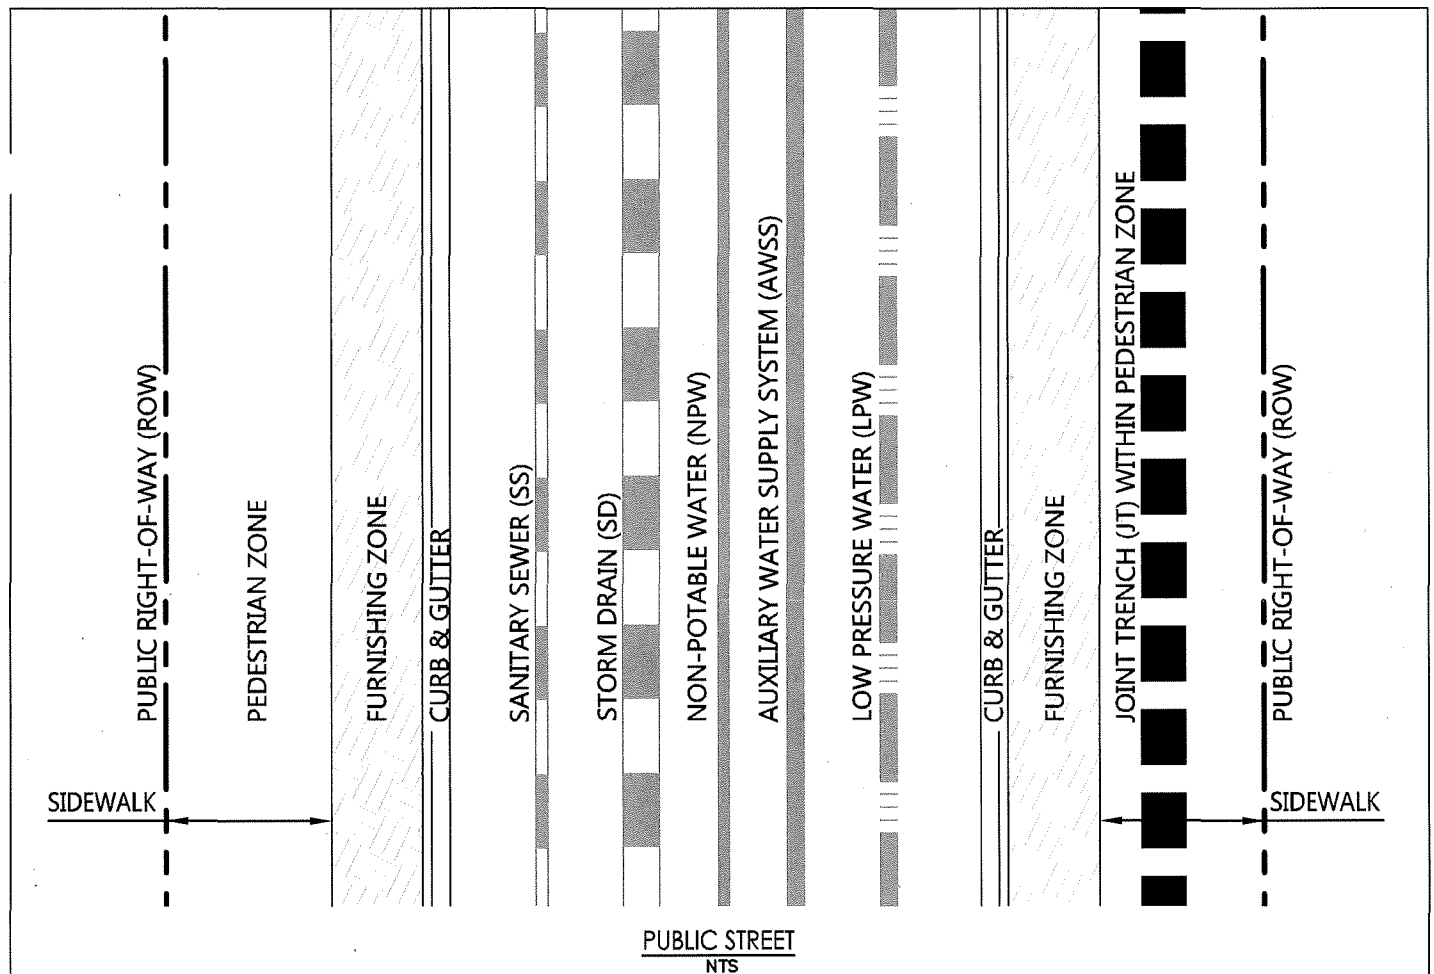 PUBLIC RIGHT-OF-WAY (ROW)
PEDESTRIAN ZONE
FURNISHING ZONE
CURB & GUTTER
SANITARY SEWER (SS)
STORM DRAIN (SD)
NON-POTABLE WATER (NPW)
AUXILIARY WATER SUPPLY SYSTEM (AWSS)
LOW PRESSURE WATER (LPW)
CURB & GUTTER
FURNISHING ZONE
JOINT TRENCH (JT) WITHIN PEDESTRIAN ZONE
PUBLIC RIGHT-OF-WAY (ROW)
SIDEWALK
SIDEWALK
PUBLIC STREET
NTS